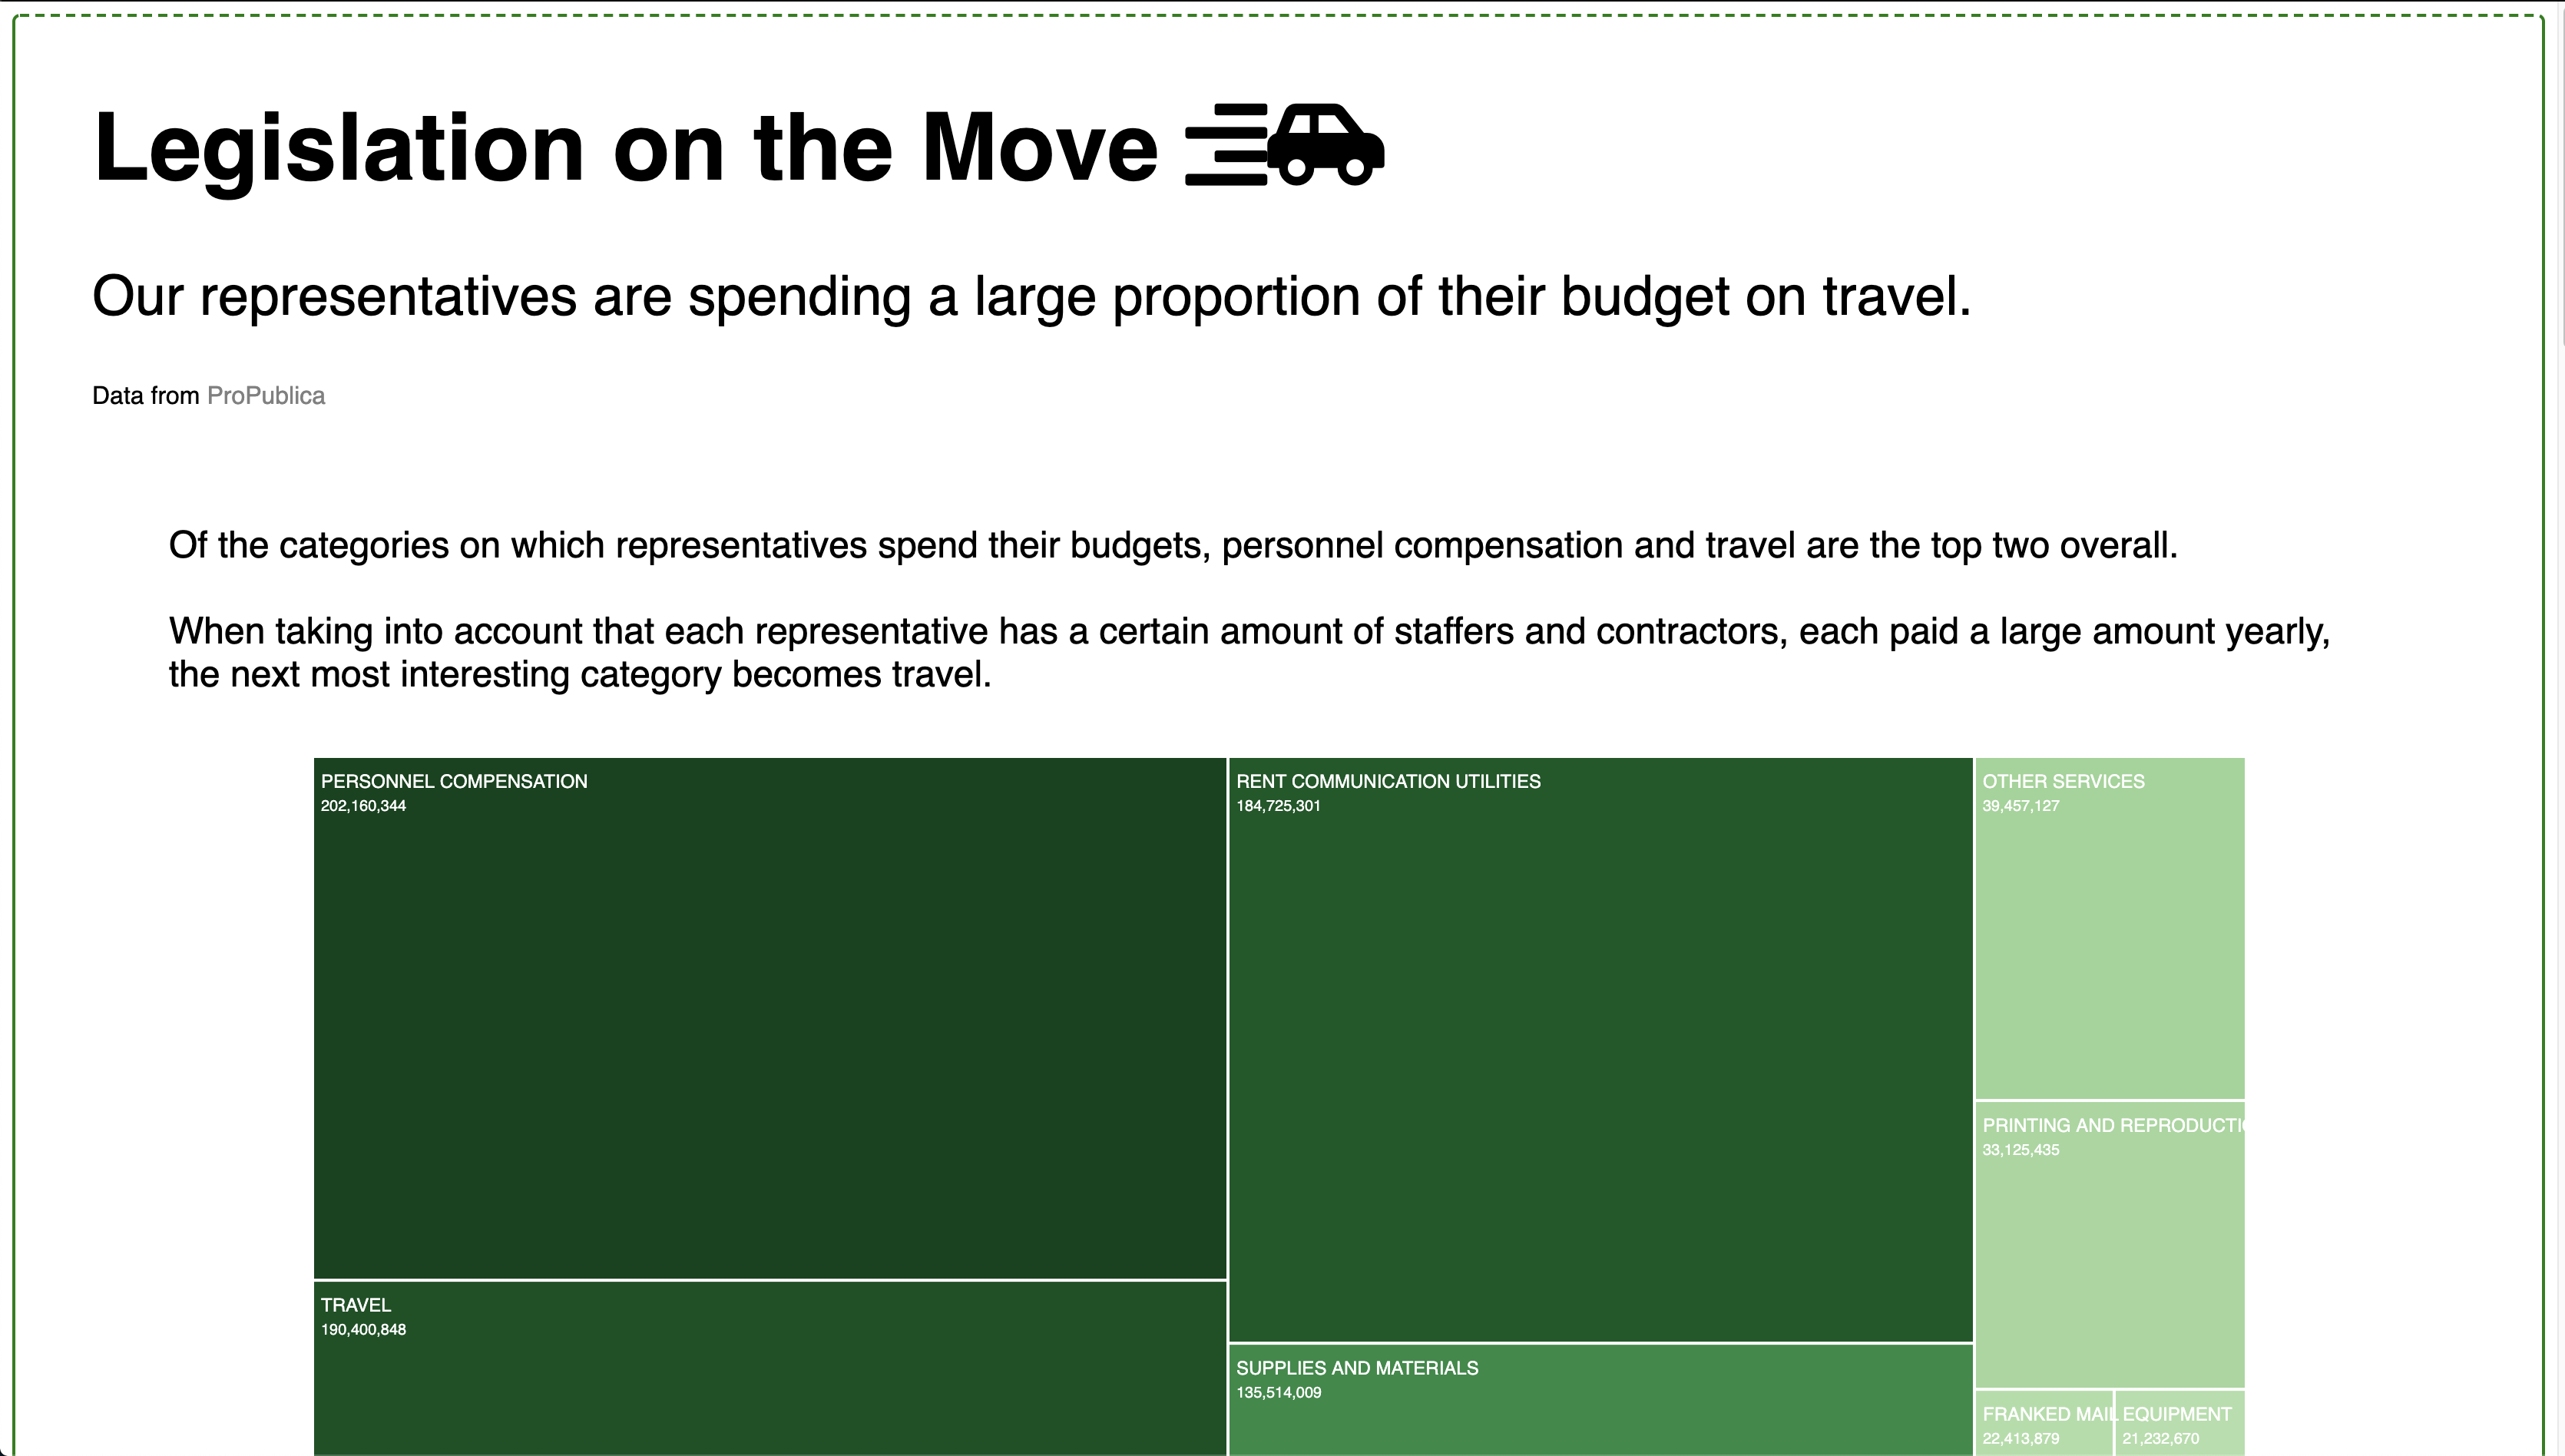 Legislation on the Move
Our representatives are spending a large proportion of their budget on travel.
Data from ProPublica
Of the categories on which representatives spend their budgets, personnel compensation and travel are the top two overall.
When taking into account that each representative has a certain amount of staffers and contractors, each paid a large amount yearly,
the next most interesting category becomes travel.
PERSONNEL COMPENSATION
202,160,344
TRAVEL
190,400,848
RENT COMMUNICATION UTILITIES
184,725,301
SUPPLIES AND MATERIALS
135,514,009
OTHER SERVICES
39,457,127
PRINTING AND
33,125,435
FRANKED MAIL
22,413,879
EQUIPMENT
21,232,670